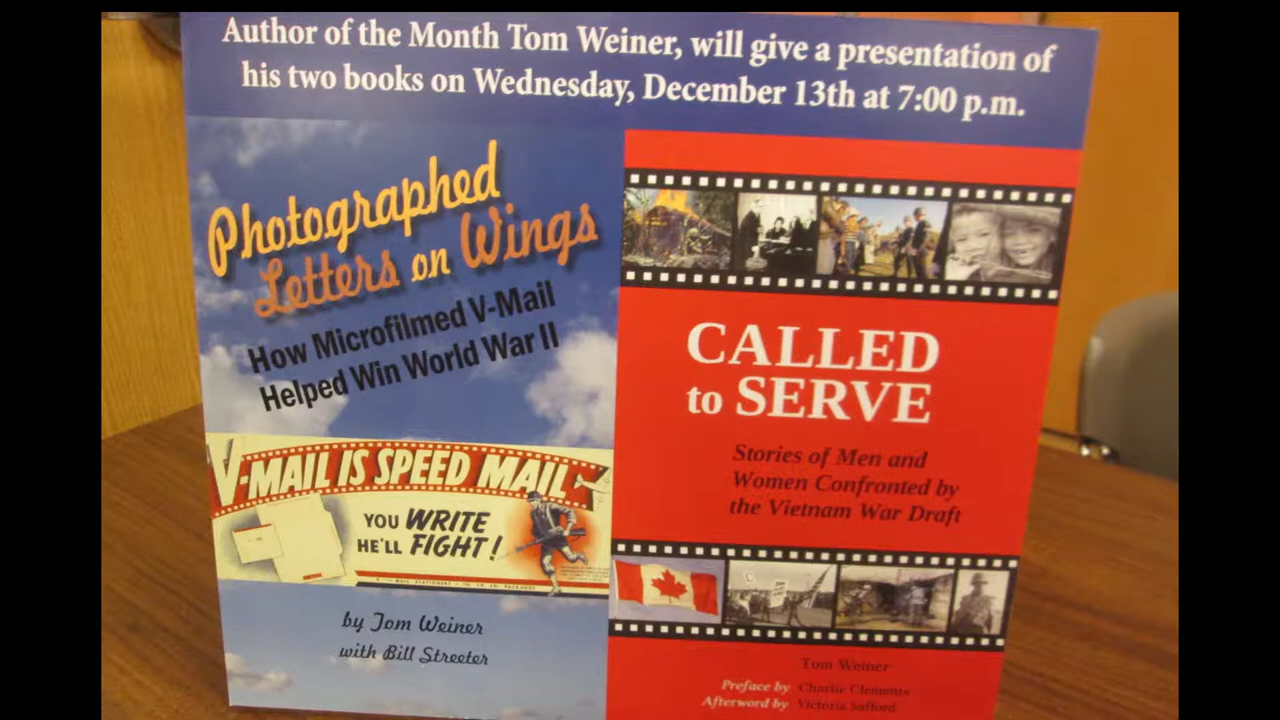 Author of the Month Tom Weiner, will give a presentation of
his two books on Wednesday, December 13th at 7:00 p.m.
Photographed
Letters on Wings
How Microfilmed V-Mail
Helped Win World War II
V-MAIL IS SPEED MAIL
YOU WRITE
HE'LL FIGHT!
by Tom Weiner
with Bill Streeter
CALLED
to SERVE
Stories of Men and
Women Confronted by
the Vietnam War Draft
Tom Weiner
Preface by Charlie Clements
Afterword by Victoria Safford